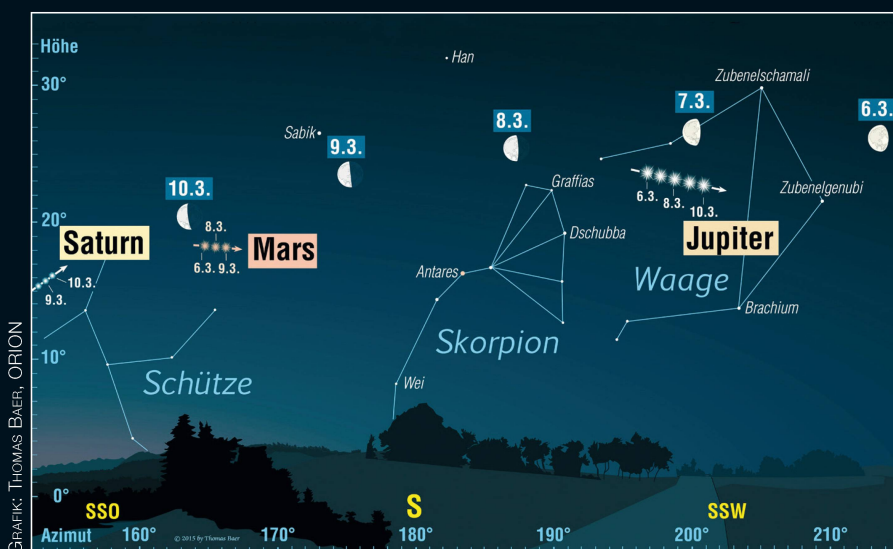 Höhe
30°
20°
10°
0°
Han
Zubenelschamali
7.3.
6.3.
8.3.
Sabik
9.3.
Graffias
6.3.
8.3.
10.3.
Zubenelgenubi
10.3.
8.3.
6.3.
9.3.
Mars
Saturn
10.3.
9.3.
Dschubba
Jupiter
Antares
Waage
Brachium
Skorpion
Schütze
Wei
SSO
S
SSW
Azimut
160°
170°
180°
190°
200°
210°
© 2015 by Thomas Baer
GRAFIK: THOMAS BAER, ORION